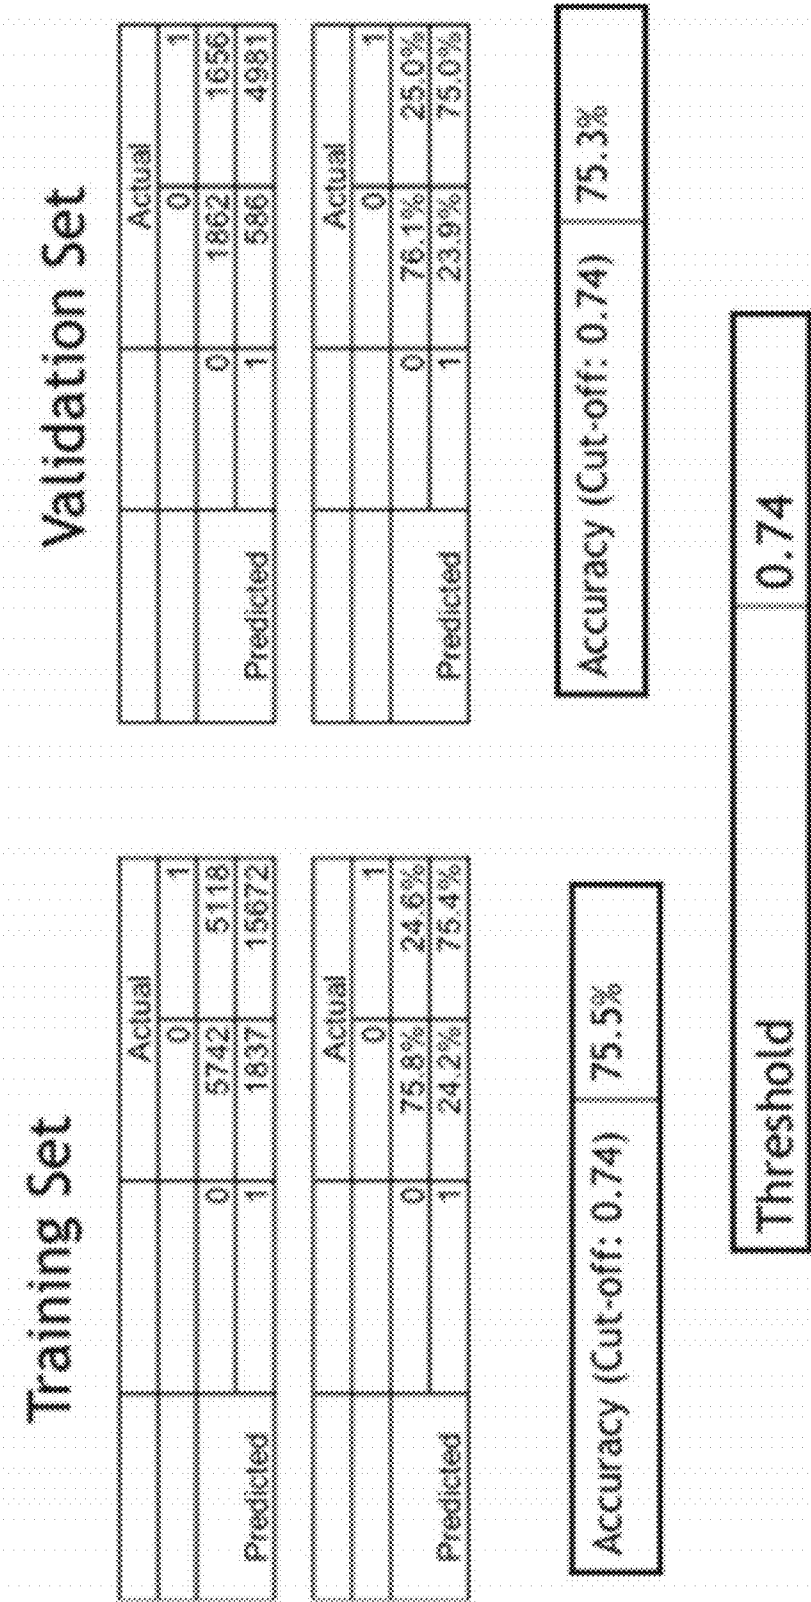 Training Set
Actual
0 1
0 5742 5118
Predicted 1 1837 15672
Actual
0 1
0 75.8% 24.6%
Predicted 1 24.2% 75.4%
Accuracy (Cut-off: 0.74) 75.5%
Validation Set
Actual
0 1
0 1862 1656
Predicted 1 586 4981
Actual
0 1
0 76.1% 25.0%
Predicted 1 23.9% 75.0%
Accuracy (Cut-off: 0.74) 75.3%
Threshold 0.74